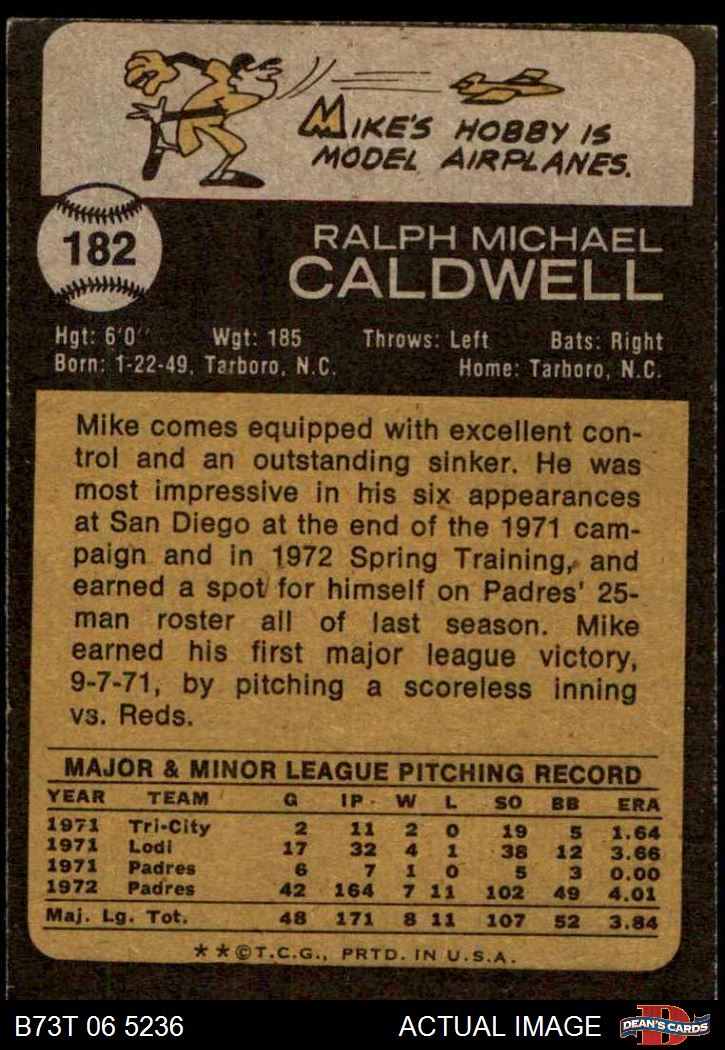 MIKE'S HOBBY IS
MODEL AIRPLANES.
182
RALPH MICHAEL
CALDWELL
Hgt: 6'0" Wgt: 185 Throws: Left Bats: Right
Born: 1-22-49, Tarboro, N.C. Home: Tarboro, N.C.
Mike comes equipped with excellent con-
trol and an outstanding sinker. He was
most impressive in his six appearances
at San Diego at the end of the 1971 cam-
paign and in 1972 Spring Training, and
earned a spot for himself on Padres' 25-
man roster all of last season. Mike
earned his first major league victory,
9-7-71, by pitching a scoreless inning
vs. Reds.
MAJOR & MINOR LEAGUE PITCHING RECORD
YEAR TEAM G IP W L SO BB ERA
1971 Tri-City 2 11 2 0 19 5 1.64
1971 Lodi 17 32 4 1 38 12 3.66
1971 Padres 6 7 1 0 5 3 0.00
1972 Padres 42 164 7 11 102 49 4.01
Maj. Lg. Tot. 48 171 8 11 107 52 3.84
**©T.C.G., PRTD. IN U.S.A.
B73T 06 5236 ACTUAL IMAGE D DEAN'S CARDS